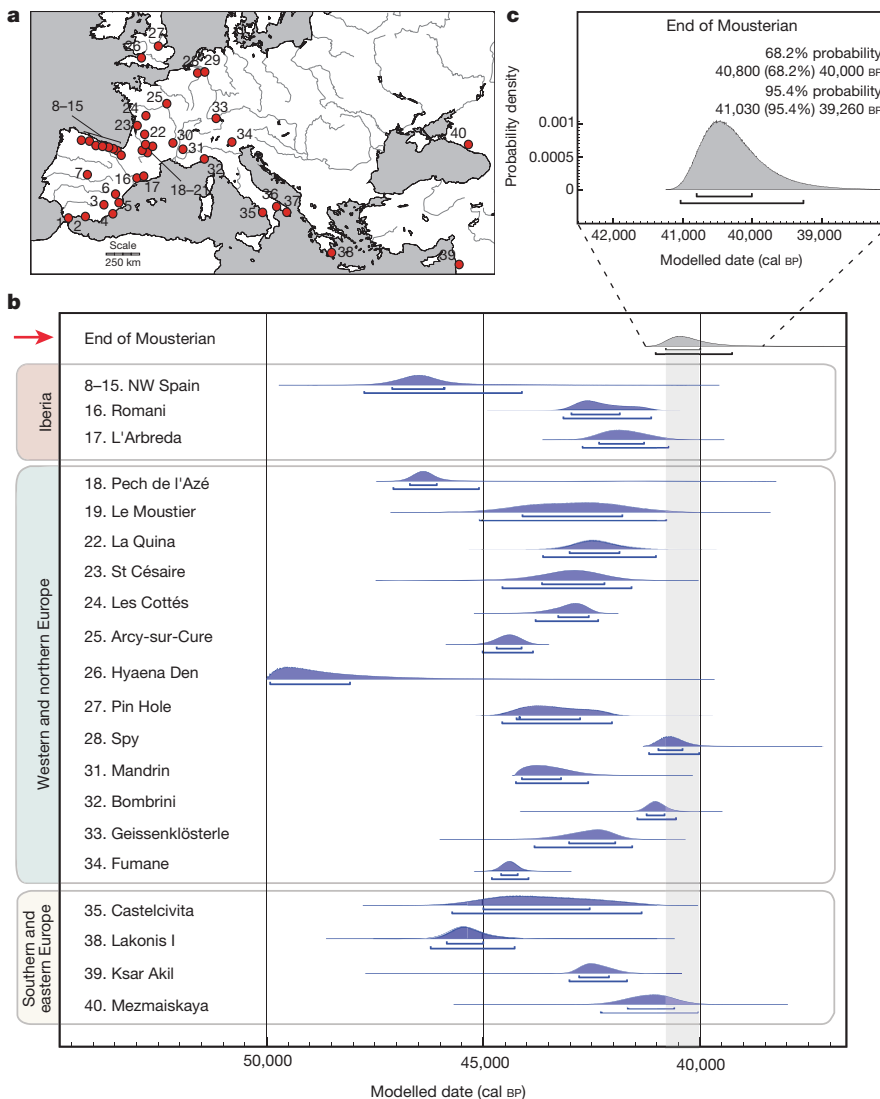 a
27
26
28
29
25
24
8–15
23
22
33
30
34
40
31
32
7
16
17
18–21
6
3
5
2
1
4
35
36
37
38
39
Scale
250 km
c
End of Mousterian
68.2% probability
40,800 (68.2%) 40,000 BP
95.4% probability
41,030 (95.4%) 39,260 BP
Probability density
0.001
0.0005
0
42,000 41,000 40,000 39,000
Modelled date (cal BP)
b
End of Mousterian
Iberia
8–15. NW Spain
16. Romani
17. L'Arbreda
Western and northern Europe
18. Pech de l'Azé
19. Le Moustier
22. La Quina
23. St Césaire
24. Les Cottés
25. Arcy-sur-Cure
26. Hyaena Den
27. Pin Hole
28. Spy
31. Mandrin
32. Bombrini
33. Geissenklösterle
34. Fumane
Southern and
eastern Europe
35. Castelcivita
38. Lakonis I
39. Ksar Akil
40. Mezmaiskaya
50,000 45,000 40,000
Modelled date (cal BP)